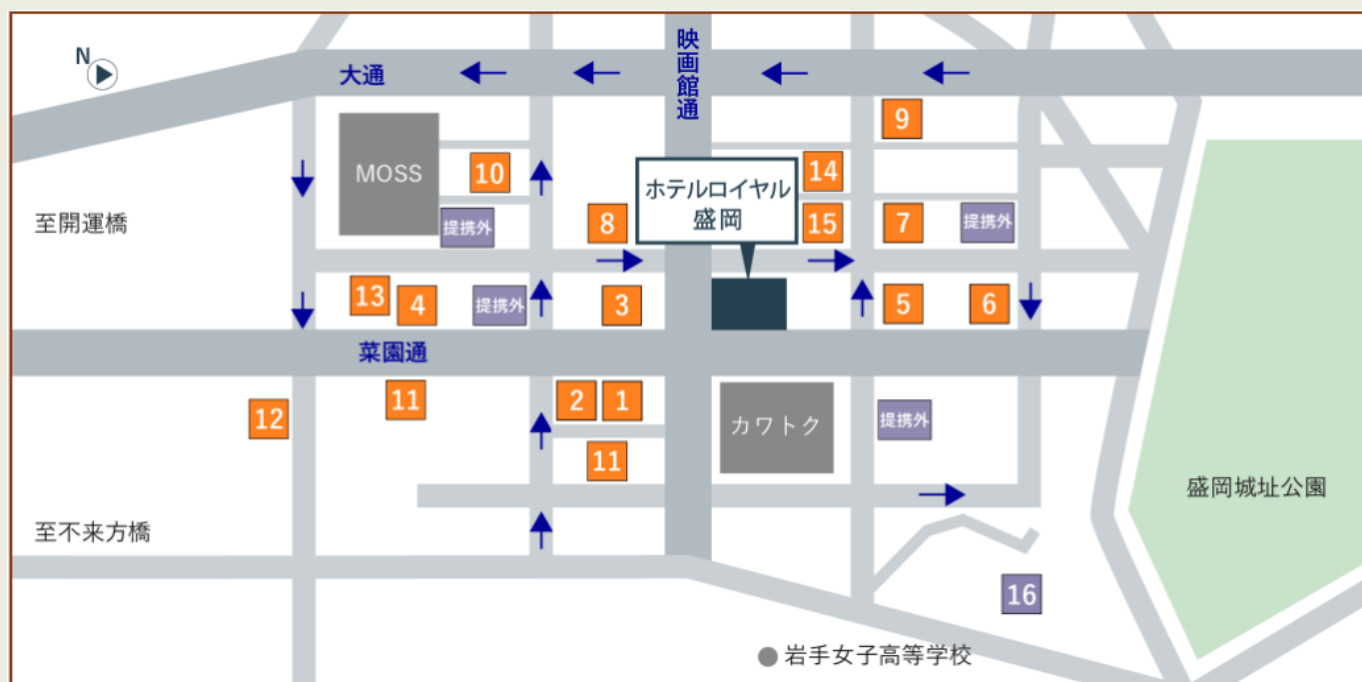 N
映画館通
大通
9
MOSS
10
14
ホテルロイヤル
盛岡
至開運橋
提携外
8
15
7
提携外
13
4
提携外
3
5
6
菜園通
12
11
2
1
カワトク
提携外
11
盛岡城址公園
至不来方橋
16
岩手女子高等学校